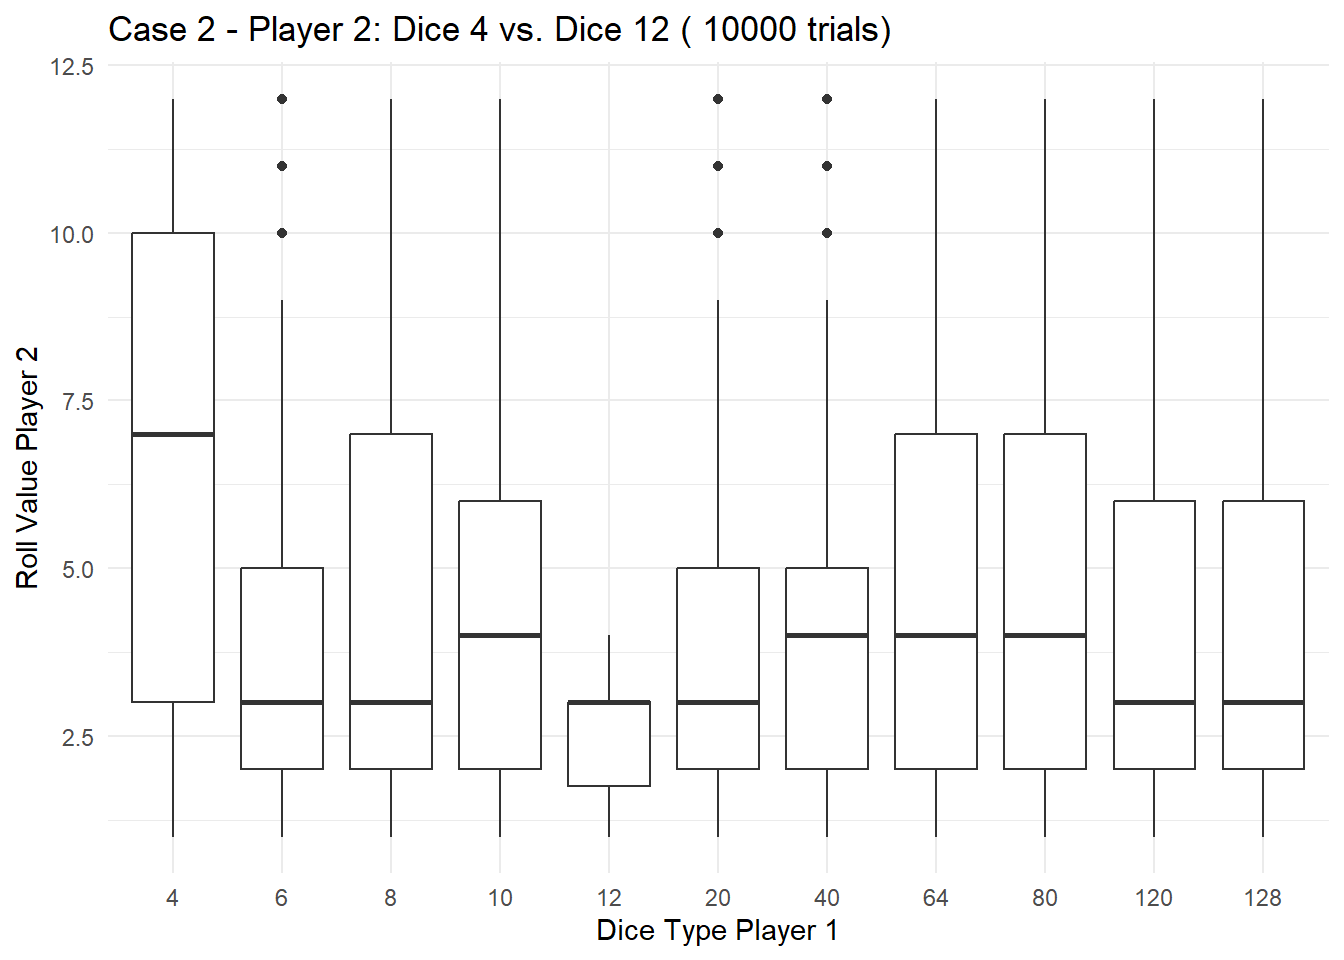 Case 2 - Player 2: Dice 4 vs. Dice 12 ( 10000 trials)
12.5
10.0
7.5
5.0
2.5
Roll Value Player 2
4 6 8 10 12 20 40 64 80 120 128
Dice Type Player 1